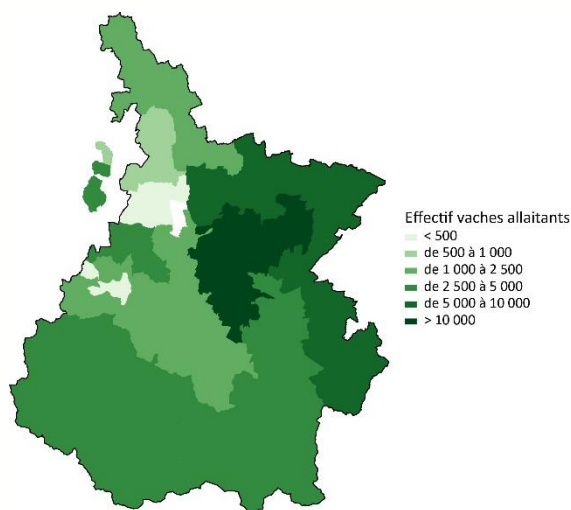 Effectif vaches allaitants
< 500
de 500 à 1 000
de 1 000 à 2 500
de 2 500 à 5 000
de 5 000 à 10 000
> 10 000